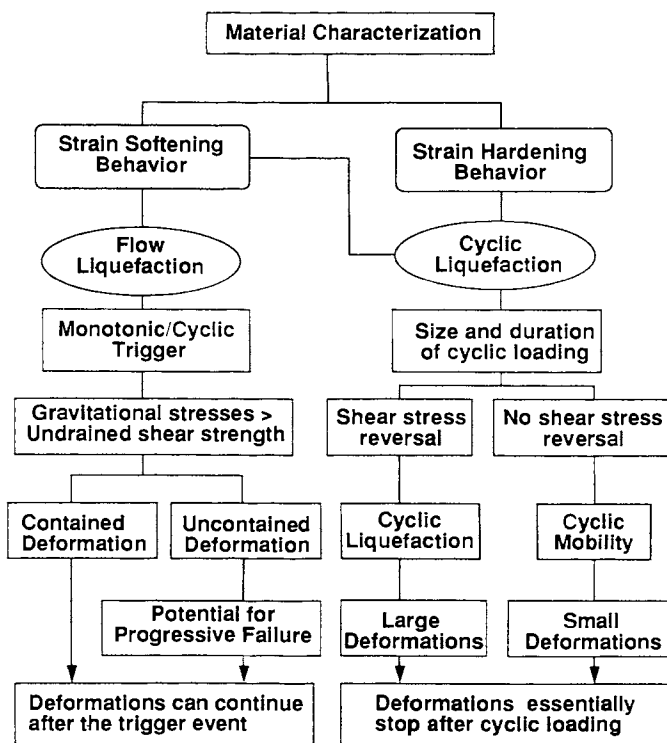 Material Characterization
Strain Softening
Behavior
Strain Hardening
Behavior
Flow
Liquefaction
Cyclic
Liquefaction
Monotonic/Cyclic
Trigger
Size and duration
of cyclic loading
Gravitational stresses >
Undrained shear strength
Shear stress
reversal
No shear stress
reversal
Contained
Deformation
Uncontained
Deformation
Cyclic
Liquefaction
Cyclic
Mobility
Potential for
Progressive Failure
Large
Deformations
Small
Deformations
Deformations can continue
after the trigger event
Deformations essentially
stop after cyclic loading